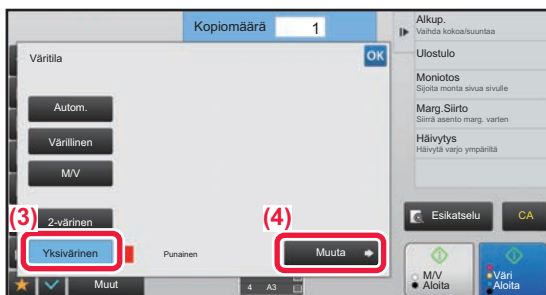 Kopiomäärä 1
Väritila
OK
Autom.
Värillinen
M/V
(3)
2-värinen
Yksivärinen
Punainen
(4)
Muuta
Muut
4 A3
Alkup.
Vaihda kokoa/suuntaa
Ulostulo
Moniotos
Sijoita monta sivua sivulle
Marg.Siirto
Siirrä asento marg. varten
Häivytys
Häivytä varjo ympäriltä
Esikatselu
CA
M/V
Aloita
Väri
Aloita